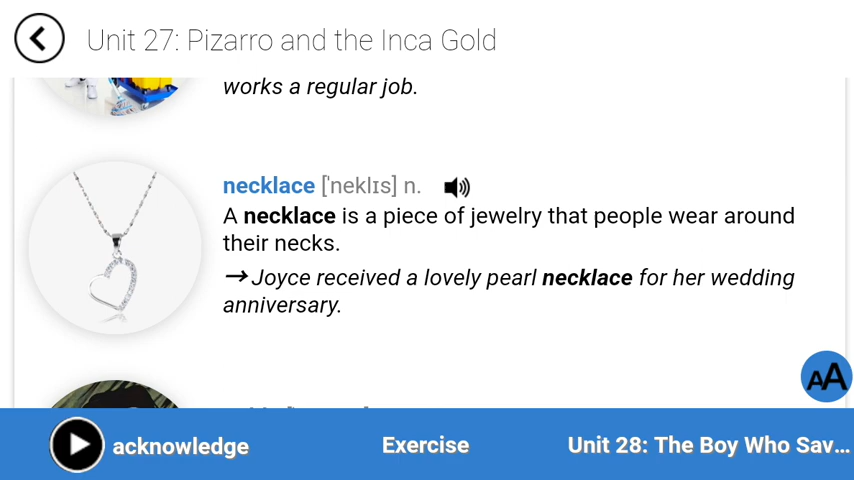 Unit 27: Pizarro and the Inca Gold
works a regular job.
necklace ['neklɪs] n.
A necklace is a piece of jewelry that people wear around
their necks.
→ Joyce received a lovely pearl necklace for her wedding
anniversary.
AA
acknowledge
Exercise
Unit 28: The Boy Who Sav...